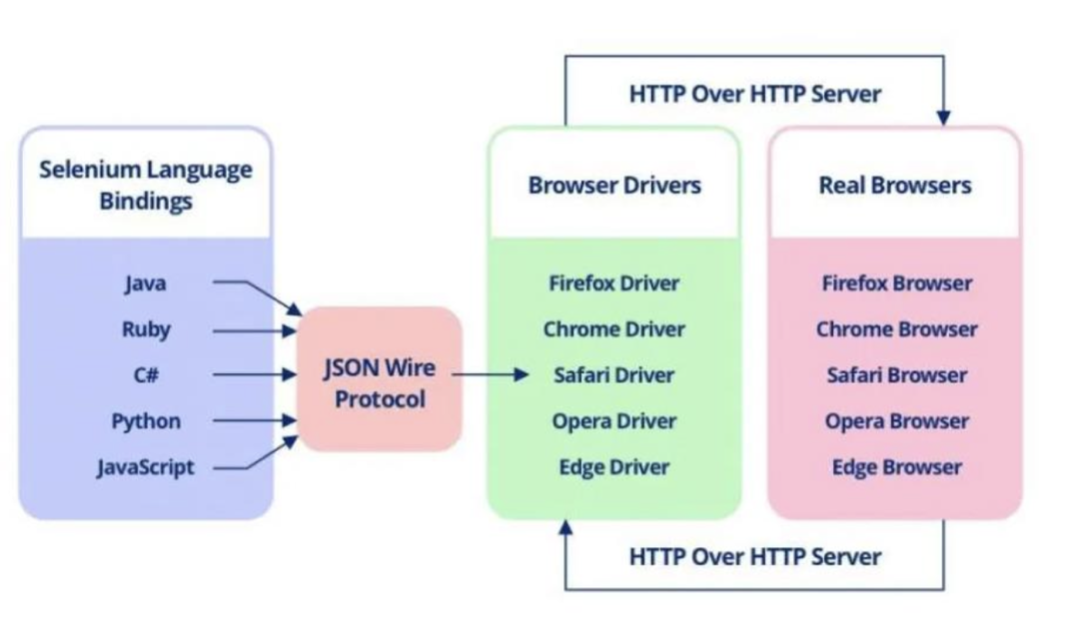 HTTP Over HTTP Server
Selenium Language
Bindings
Browser Drivers
Real Browsers
Java
Ruby
C#
Python
JavaScript
JSON Wire
Protocol
Firefox Driver
Chrome Driver
Safari Driver
Opera Driver
Edge Driver
Firefox Browser
Chrome Browser
Safari Browser
Opera Browser
Edge Browser
HTTP Over HTTP Server